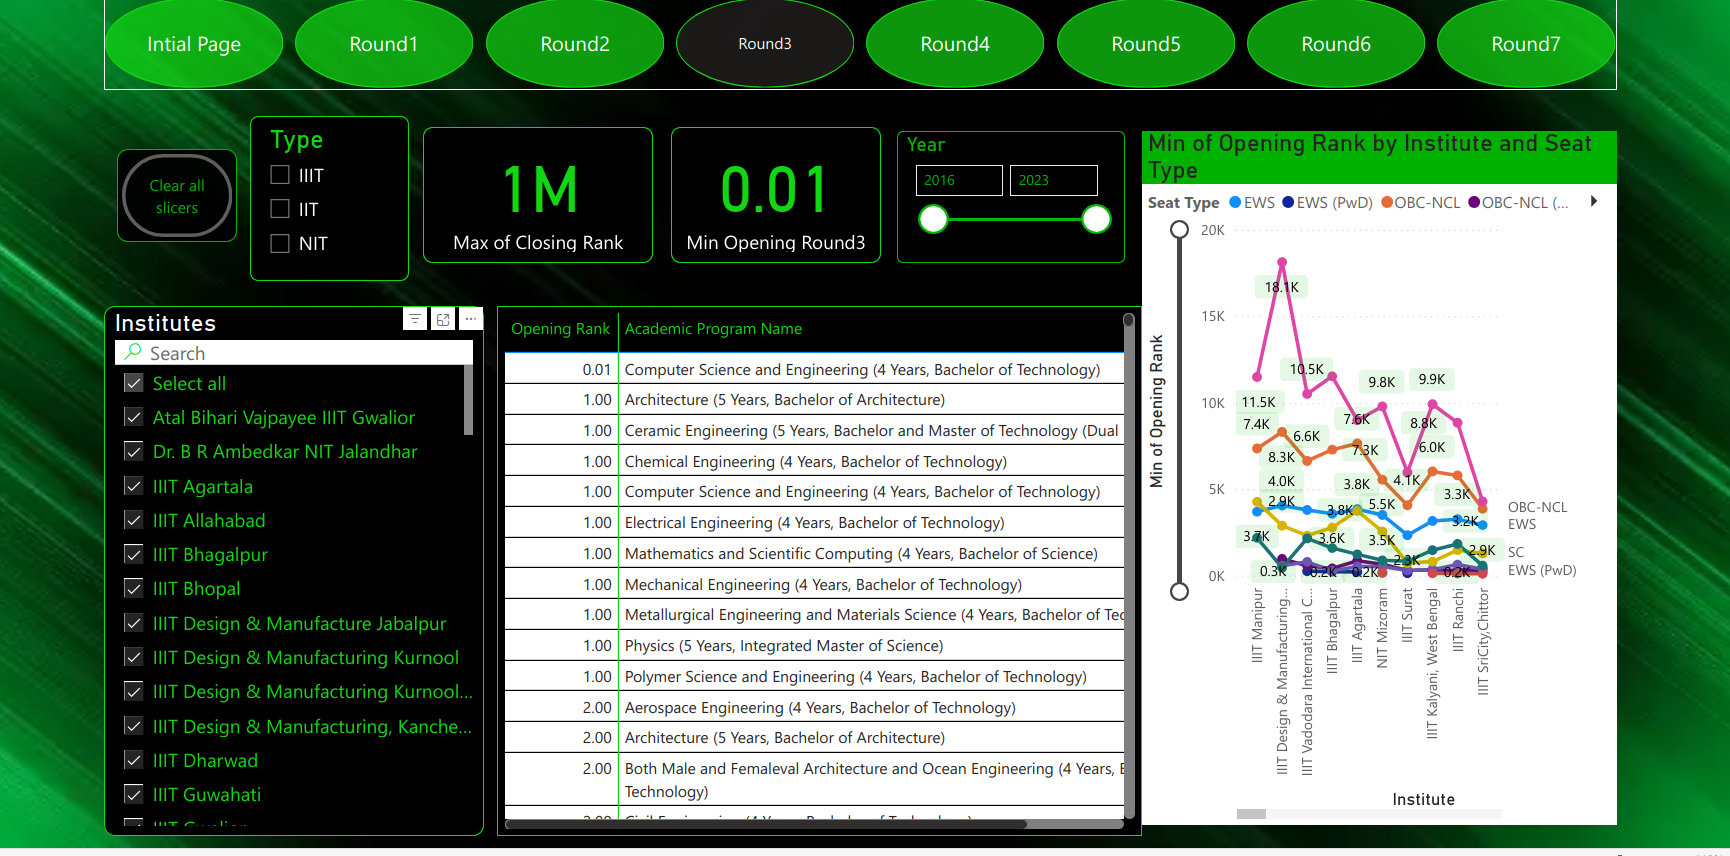 Intial Page
Round1
Round2
Round3
Round4
Round5
Round6
Round7
Clear all
slicers
Type
IIIT
IIT
NIT
1M
Max of Closing Rank
0.01
Min Opening Round3
Year
2016 2023
Min of Opening Rank by Institute and Seat
Type
Seat Type EWS EWS (PwD) OBC-NCL OBC-NCL (...
Institutes
Search
Select all
Atal Bihari Vajpayee IIIT Gwalior
Dr. B R Ambedkar NIT Jalandhar
IIIT Agartala
IIIT Allahabad
IIIT Bhagalpur
IIIT Bhopal
IIIT Design & Manufacture Jabalpur
IIIT Design & Manufacturing Kurnool
IIIT Design & Manufacturing Kurnool...
IIIT Design & Manufacturing, Kanche...
IIIT Dharwad
IIIT Guwahati
Opening Rank Academic Program Name
0.01 Computer Science and Engineering (4 Years, Bachelor of Technology)
1.00 Architecture (5 Years, Bachelor of Architecture)
1.00 Ceramic Engineering (5 Years, Bachelor and Master of Technology (Dual
1.00 Chemical Engineering (4 Years, Bachelor of Technology)
1.00 Computer Science and Engineering (4 Years, Bachelor of Technology)
1.00 Electrical Engineering (4 Years, Bachelor of Technology)
1.00 Mathematics and Scientific Computing (4 Years, Bachelor of Science)
1.00 Mechanical Engineering (4 Years, Bachelor of Technology)
1.00 Metallurgical Engineering and Materials Science (4 Years, Bachelor of Tec
1.00 Physics (5 Years, Integrated Master of Science)
1.00 Polymer Science and Engineering (4 Years, Bachelor of Technology)
2.00 Aerospace Engineering (4 Years, Bachelor of Technology)
2.00 Architecture (5 Years, Bachelor of Architecture)
2.00 Both Male and Femaleval Architecture and Ocean Engineering (4 Years,
Technology)
Min of Opening Rank
20K
15K
10K
5K
0K
18.1K
10.5K
9.8K
9.9K
11.5K
7.6K
8.8K
7.4K
6.6K
6.0K
8.3K
7.3K
4.0K
3.8K
4.1K
3.3K
2.9K
3.8K
5.5K
3.2K
3.7K
3.6K
3.5K
2.9K
2.3K
0.3K
0.2K
0.2K
0.2K
OBC-NCL
EWS
SC
EWS (PwD)
IIIT Manipur
IIIT Design & Manufacturing...
IIIT Vadodara International C...
IIIT Bhagalpur
IIIT Agartala
NIT Mizoram
IIIT Surat
IIIT Kalyani, West Bengal
IIIT Ranchi
IIIT SriCity,Chittor
Institute